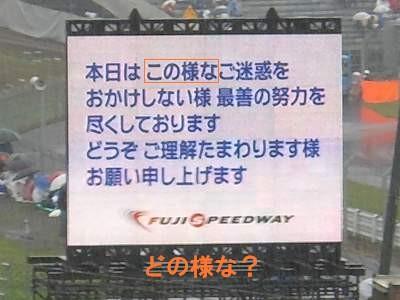 本日は この様なご迷惑を
おかけしない様 最善の努力を
尽くしております
どうぞ ご理解たまわります様
お願い申し上げます
FUJI SPEEDWAY
どの様な？